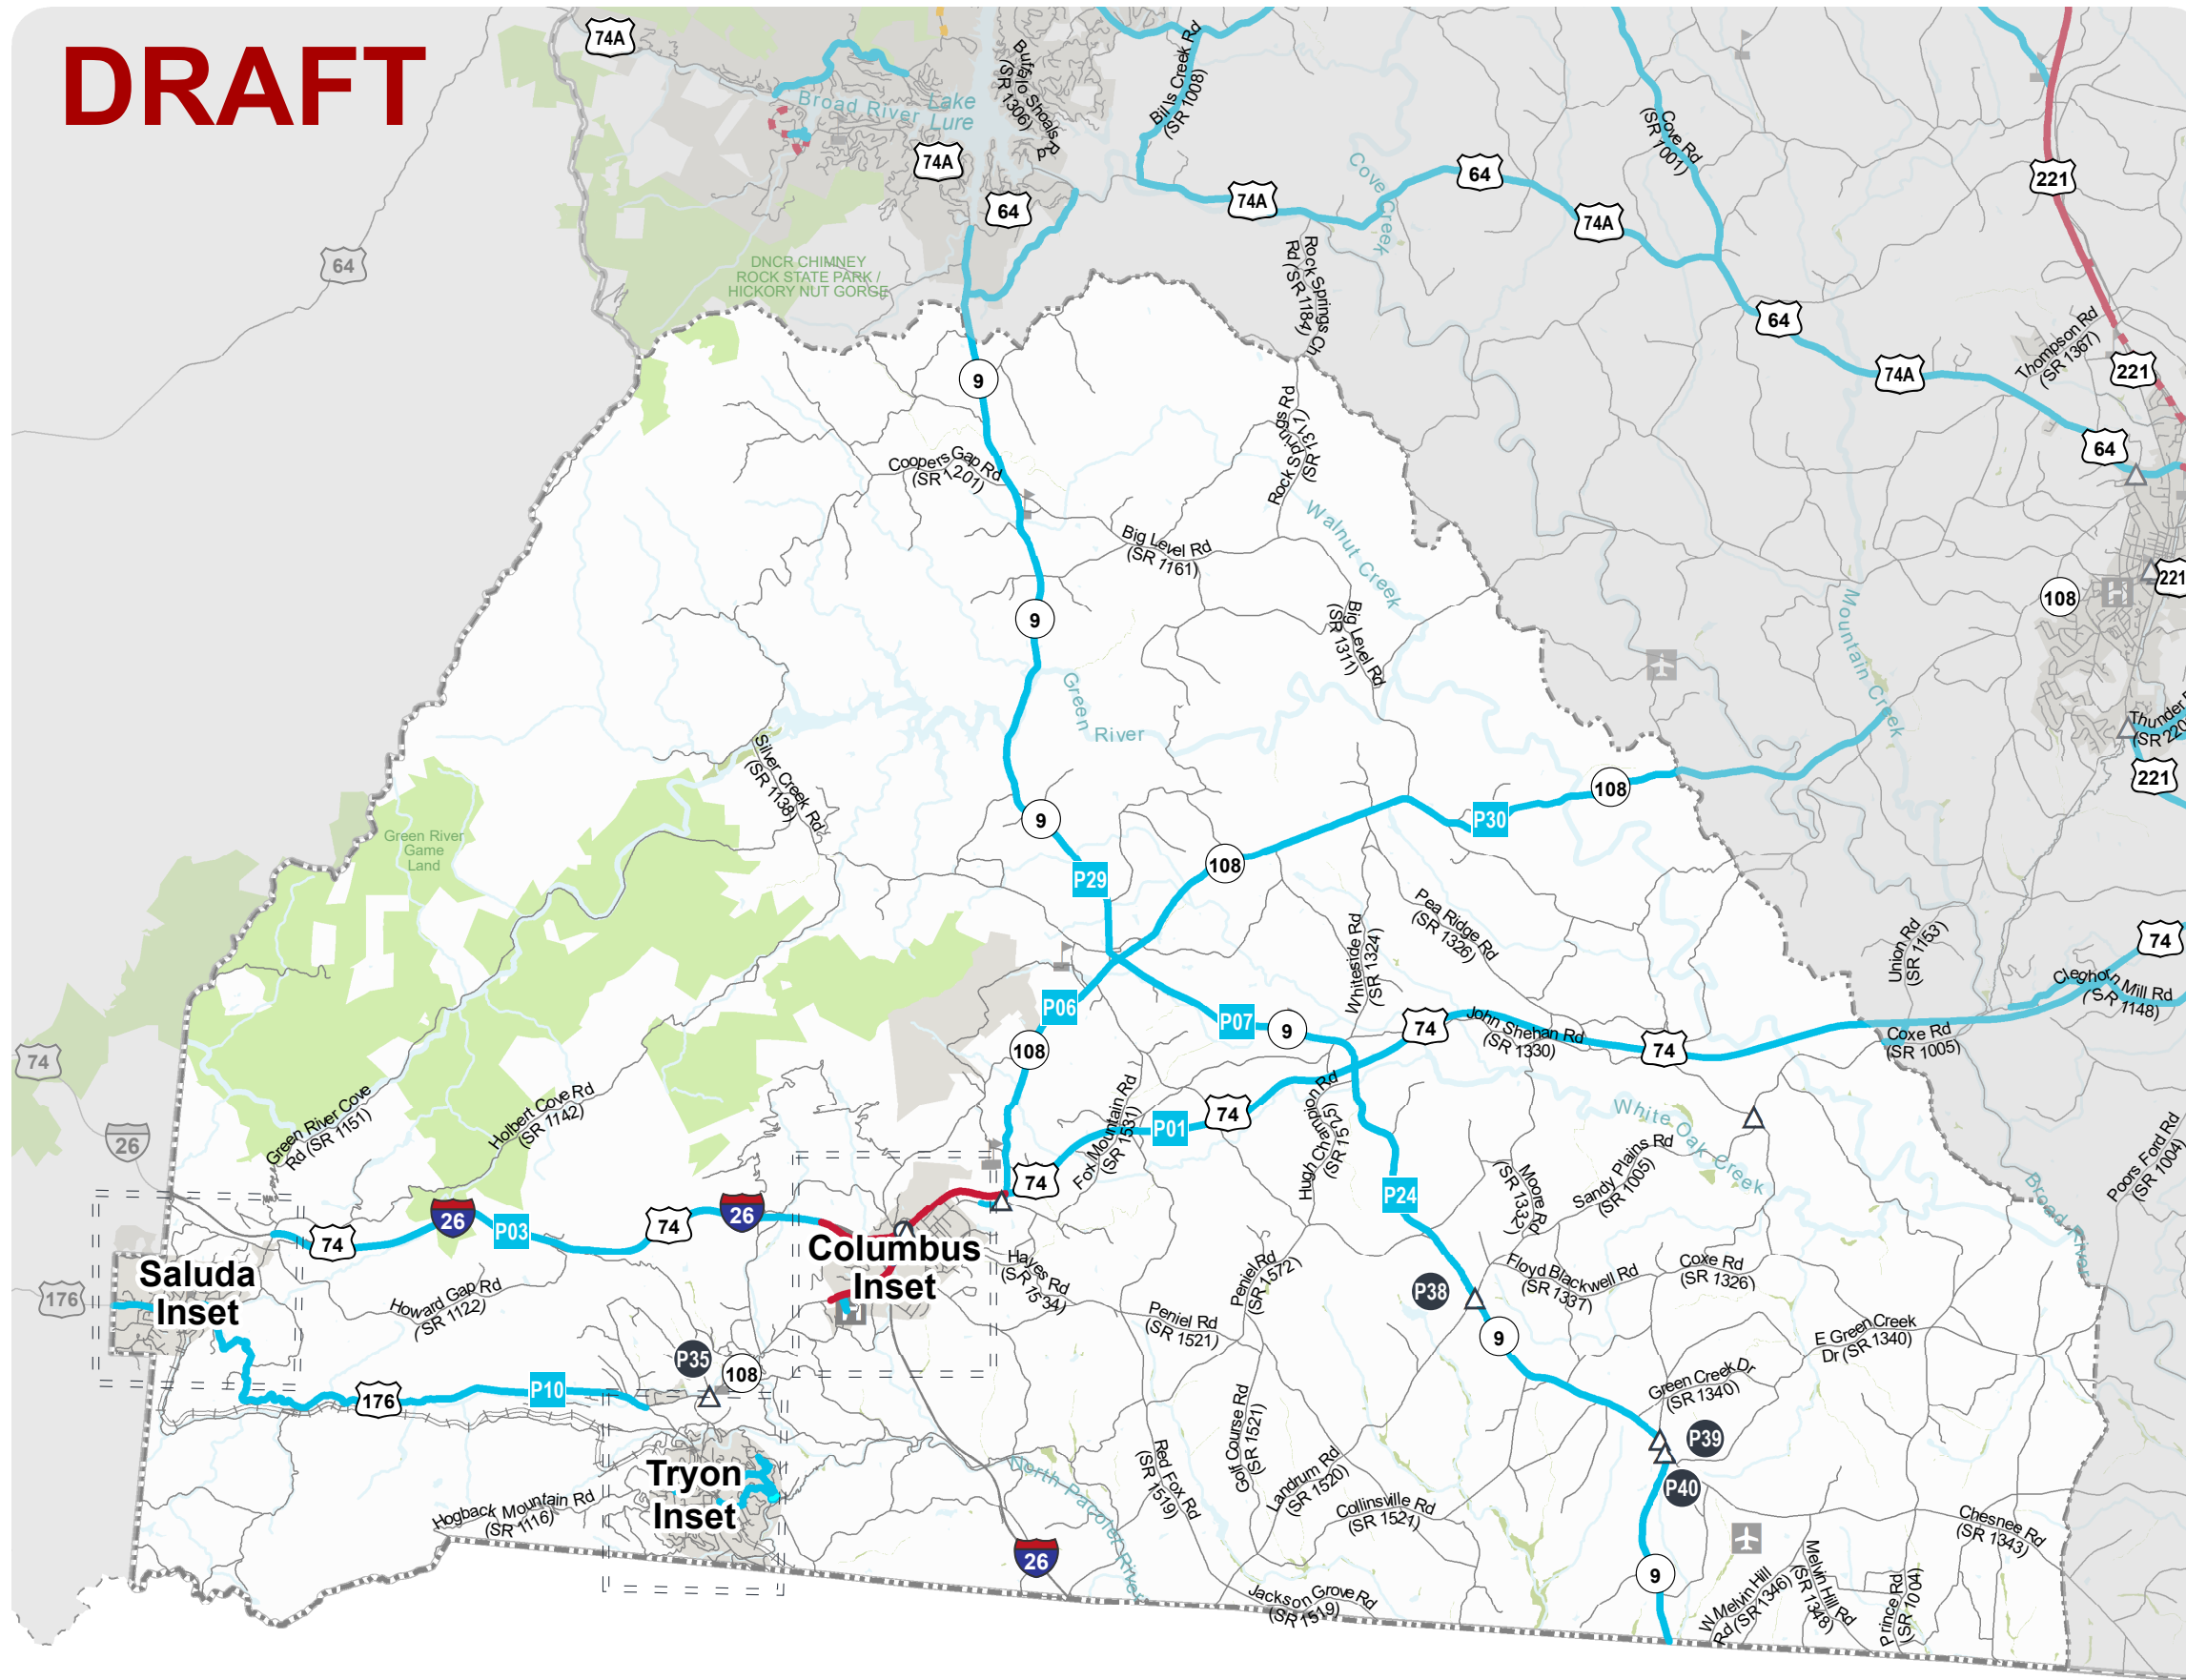 DRAFT
74A
Buffalo Shoals Rd
(SR 1306)
Bills Creek Rd
(SR 1008)
Broad River
Lake
Lure
74A
64
74A
Cove Creek
64
74A
Cove Rd
(SR 1001)
221
64
DNCR CHIMNEY
ROCK STATE PARK /
HICKORY NUT GORGE
Rock Springs Ch
Rd (SR 1184)
64
Thompson Rd
(SR 1367)
74A
221
9
64
Coopers Gap Rd
(SR 1201)
Rock Springs Rd
(SR 1317)
Walnut Creek
Big Level Rd
(SR 1161)
221
108
9
Big Level Rd
(SR 1311)
Mountain Creek
Green
River
Silver Creek Rd
(SR 1138)
Thunder
(SR 220
221
108
9
P30
Green River
Game
Land
108
P29
Pea Ridge Rd
(SR 1326)
Whiteside Rd
(SR 1324)
Union Rd
(SR 1153)
74
Cleghorn Mill Rd
(SR 1148)
P06
P07
9
74
John Shehan Rd
(SR 1330)
74
Coxe Rd
(SR 1005)
108
74
26
Green River Cove
Rd (SR 1151)
Holbert Cove Rd
(SR 1142)
Fox Mountain Rd
(SR 1531)
P01
74
Hugh Champion Rd
(SR 1525)
White Oak Creek
Sandy Plains Rd
(SR 1005)
Moore Rd
(SR 1332)
Poors Ford Rd
(SR 1004)
Broad River
74
P24
74
26
P03
74
26
Saluda
Inset
Columbus
Inset
176
Howard Gap Rd
(SR 1122)
Hayes Rd
(SR 1534)
Peniel Rd
(SR 1572)
Peniel Rd
(SR 1521)
P38
Floyd Blackwell Rd
(SR 1331)
Coxe Rd
(SR 1326)
9
E Green Creek
Dr (SR 1340)
P35
108
176
P10
Green Creek Dr
(SR 1340)
P39
P40
Tryon
Inset
Hogback Mountain Rd
(SR 1116)
North Pacolet River
Red Fox Rd
(SR 1519)
Golf Course Rd
(SR 1521)
Landrum Rd
(SR 1520)
Collinsville Rd
(SR 1521)
Chesnee Rd
(SR 1343)
26
9
Jackson Grove Rd
(SR 1519)
W Melvin Hill
Rd (SR 1346)
Melvin Hill Rd
(SR 1348)
Prince Rd
(SR 1004)
H
H